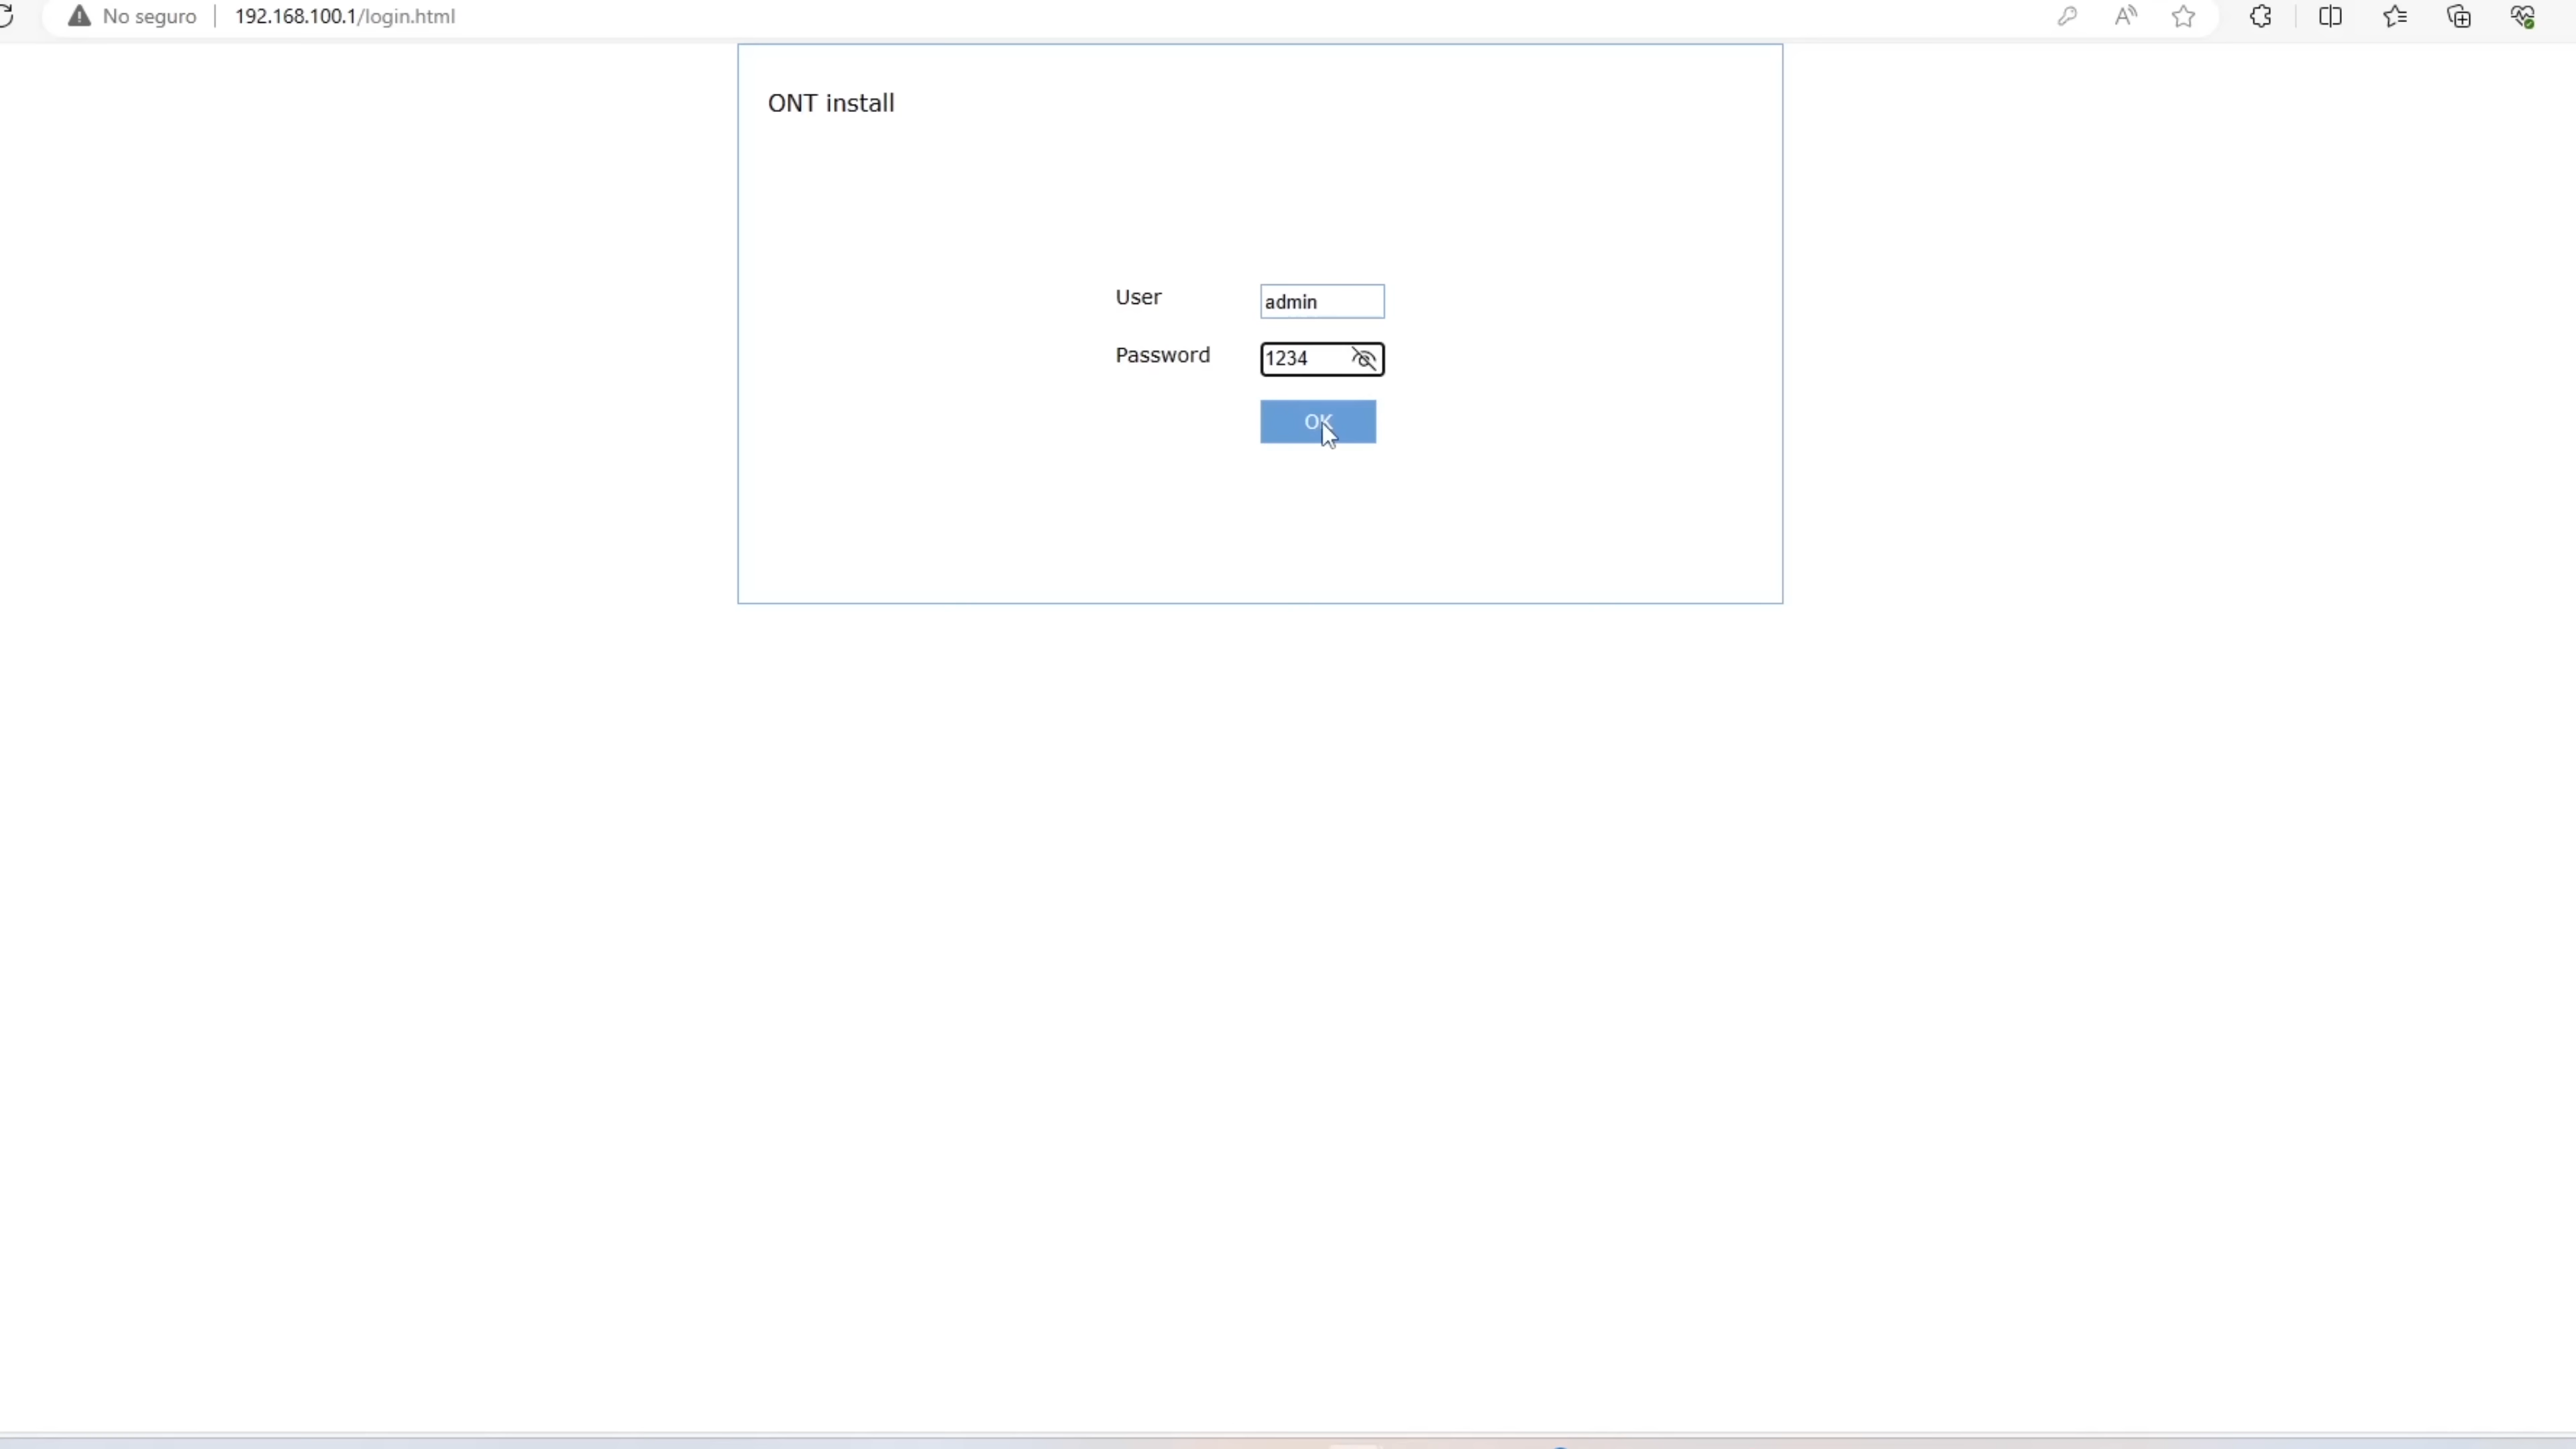 No seguro 192.168.100.1/login.html
ONT install
User admin
Password 1234
OK